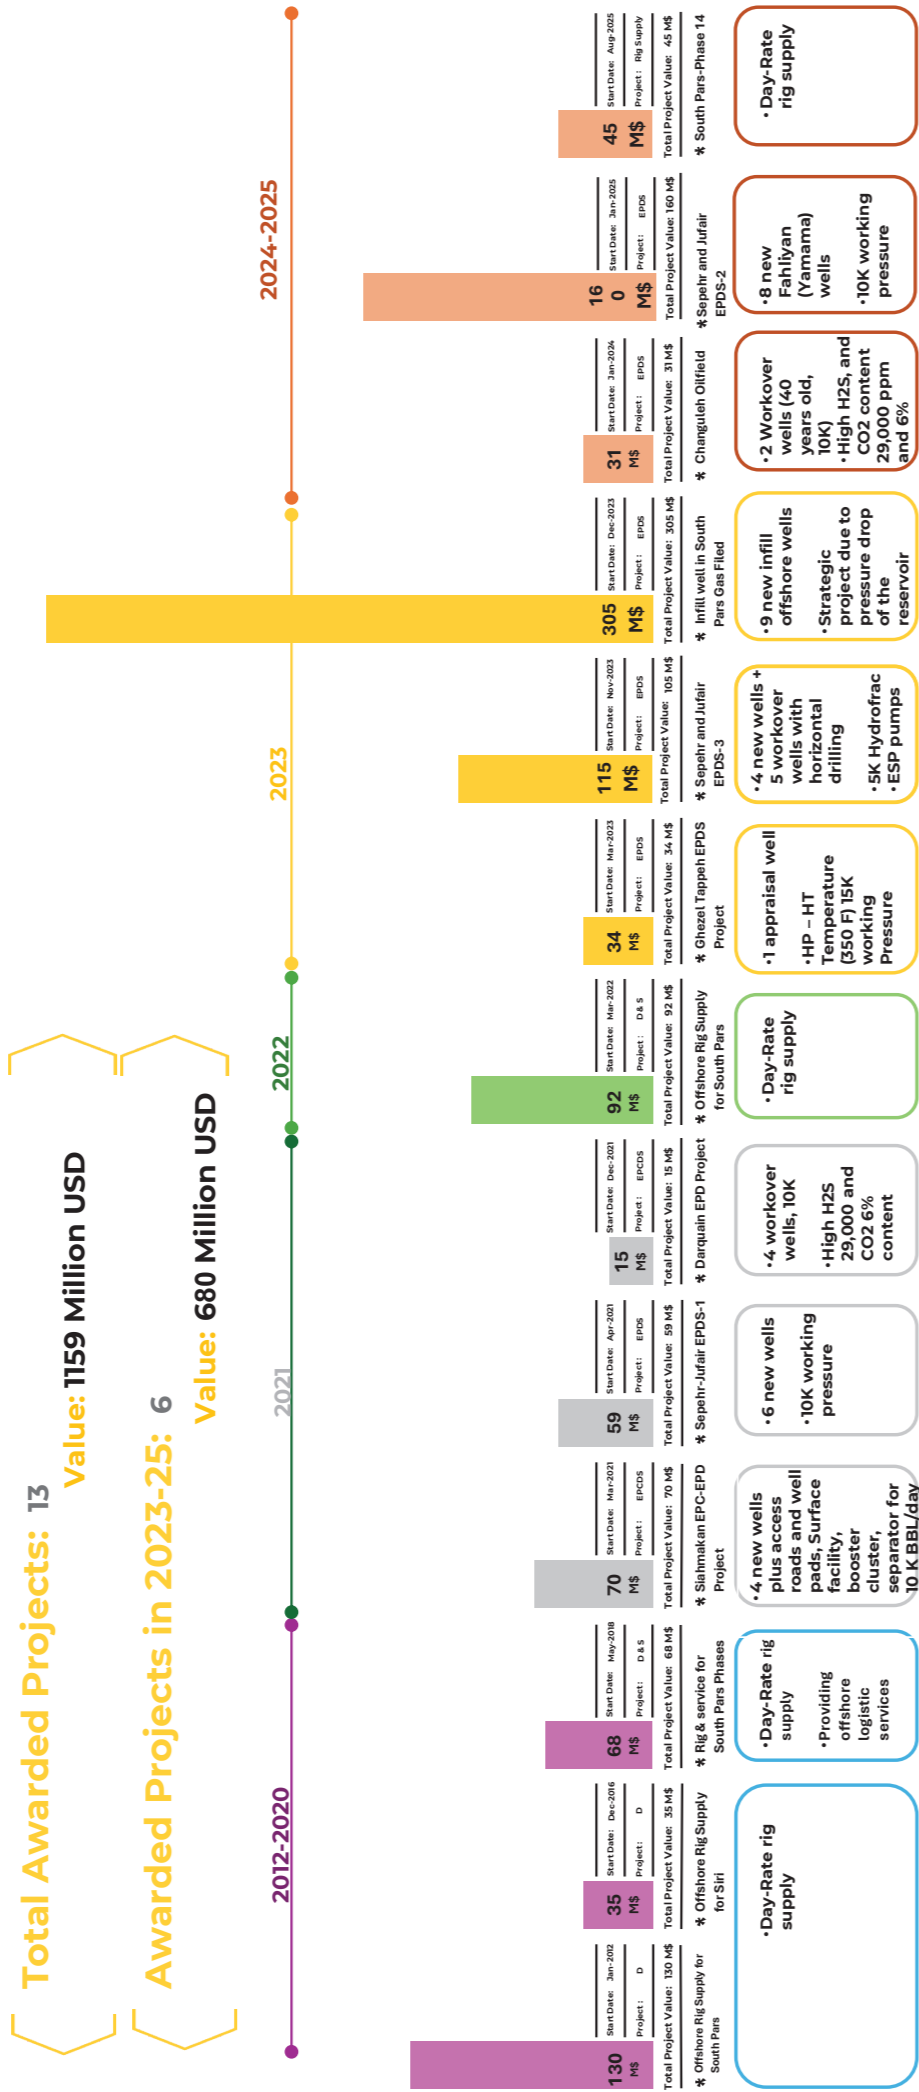 Total Awarded Projects: 13
Value: 1159 Million USD
Awarded Projects in 2023-25: 6
Value: 680 Million USD
2012-2020
2021
2022
2023
2024-2025
130
M$
Start Date: Jan-2012
Project : D
Total Project Value: 130 M$
* Offshore Rig Supply for
South Pars
35
M$
Start Date: Dec-2016
Project: D
Total Project Value: 35 M$
* Offshore Rig Supply
for Siri
•Day-Rate rig
supply
68
M$
Start Date: May-2018
Project: D & S
Total Project Value: 68 M$
* Rig & service for
South Pars Phases
•Day-Rate rig
supply
•Providing
offshore
logistic
services
70
M$
Start Date: Mar-2021
Project : EPCDS
Total Project Value: 70 M$
* Siahmakan EPC-EPD
Project
•4 new wells
plus access
roads and well
pads, Surface
facility,
booster
cluster,
separator for
10 K BBL/day
59
M$
Start Date: Apr-2021
Project : EPDS
Total Project Value: 59 M$
* Sepehr-Jufair EPDS-1
•6 new wells
•10K working
pressure
15
M$
Start Date: Dec-2021
Project : EPCDS
Total Project Value: 15 M$
* Darquain EPD Project
•4 workover
wells, 10K
•High H2S
29,000 and
CO2 6%
content
92
M$
Start Date: Mar-2022
Project : D & S
Total Project Value: 92 M$
* Offshore Rig Supply
for South Pars
•Day-Rate
rig supply
34
M$
Start Date: Mar-2023
Project : EPDS
Total Project Value: 34 M$
* Ghezel Tappeh EPDS
Project
•1 appraisal well
•HP – HT
Temperature
(350 F) 15K
working
Pressure
115
M$
Start Date: Nov-2023
Project : EPDS
Total Project Value: 105 M$
* Sepehr and Jufair
EPDS-3
•4 new wells +
5 workover
wells with
horizontal
drilling
•5K Hydrofrac
•ESP pumps
305
M$
Start Date: Dec-2023
Project : EPDS
Total Project Value: 305 M$
* Infill well in South
Pars Gas Filed
•9 new infill
offshore wells
•Strategic
project due to
pressure drop
of the
reservoir
31
M$
Start Date: Jan-2024
Project : EPDS
Total Project Value: 31 M$
* Changuleh Oilfield
•2 Workover
wells (40
years old,
10K)
•High H2S, and
CO2 content
29,000 ppm
and 6%
16
0
M$
Start Date: Jan-2025
Project : EPDS
Total Project Value: 160 M$
*Sepehr and Jufair
EPDS-2
•8 new
Fahliyan
(Yamama)
wells
•10K working
pressure
45
M$
Start Date: Aug-2025
Project : Rig Supply
Total Project Value: 45 M$
* South Pars-Phase 14
•Day-Rate
rig supply